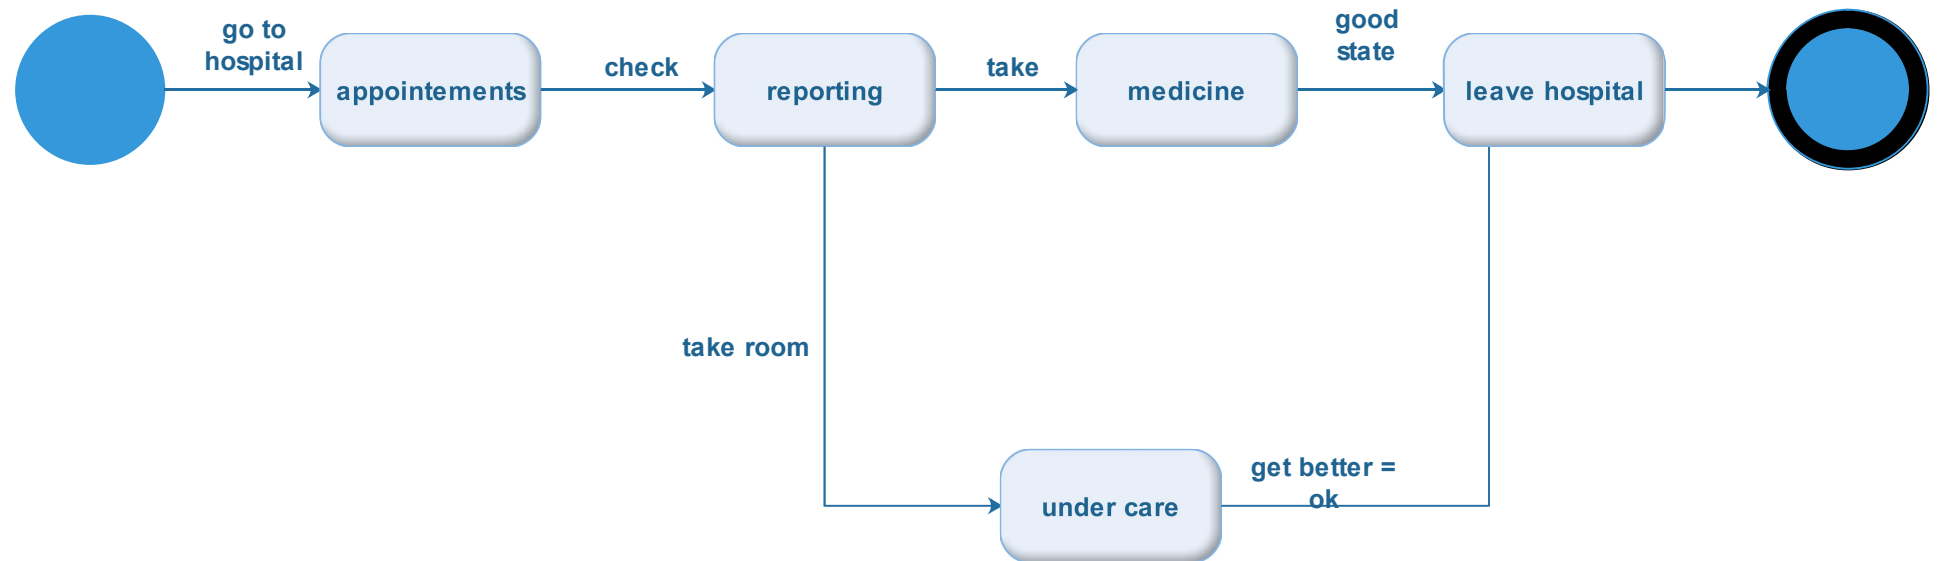 go to
hospital
appointements
check
reporting
take
medicine
good
state
leave hospital
take room
under care
get better =
ok